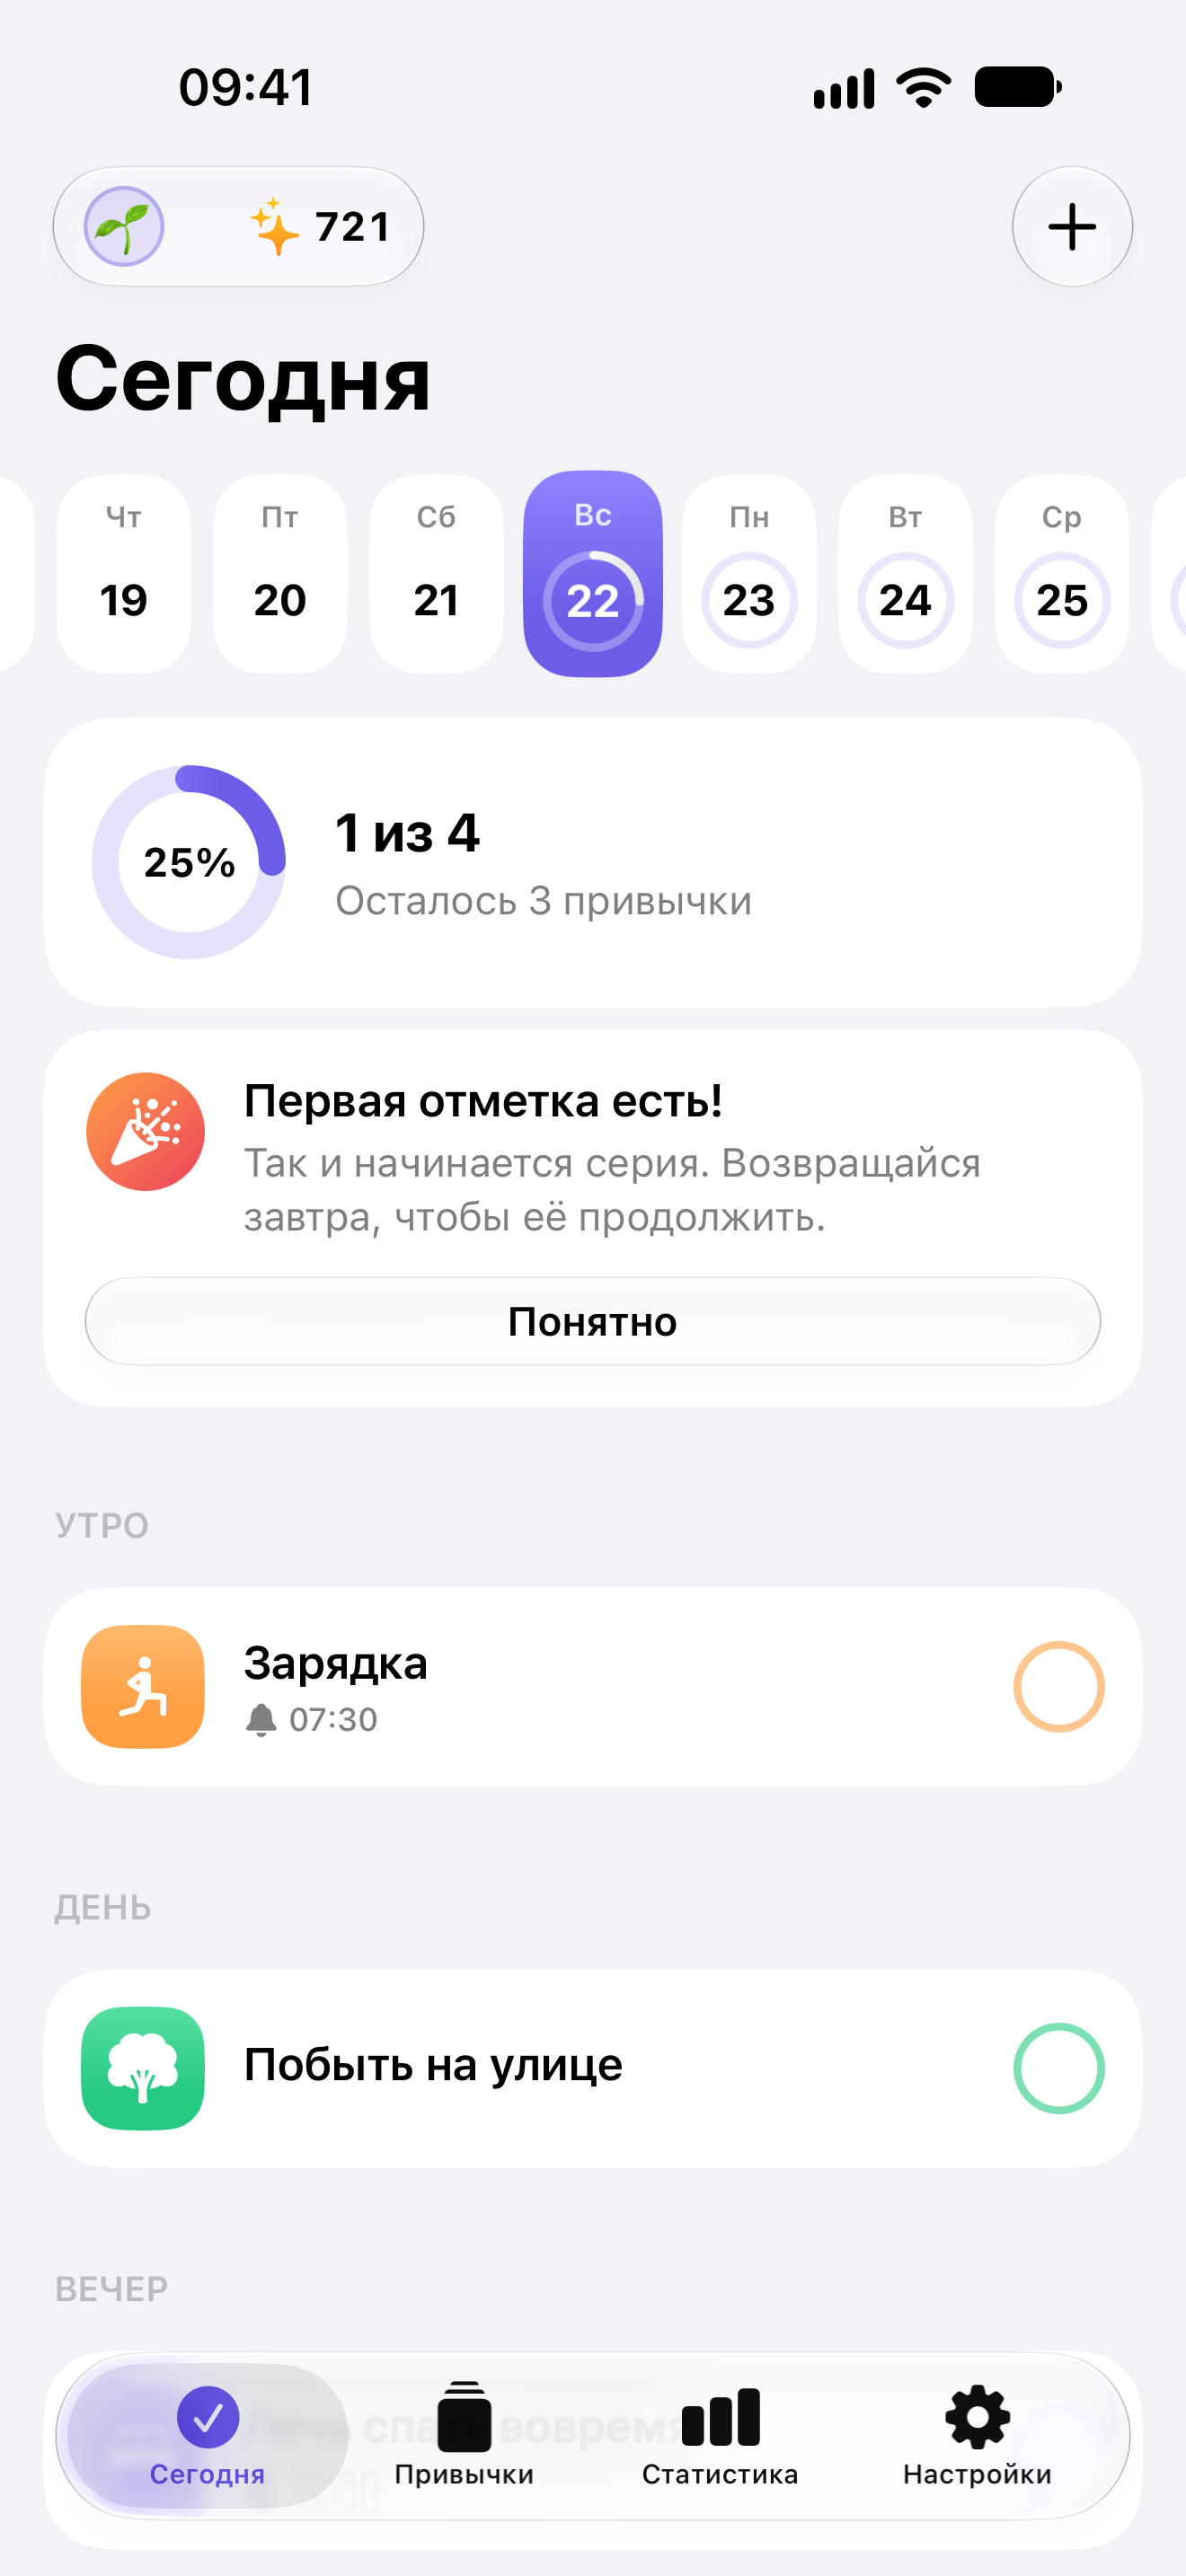 09:41
721
Сегодня
Чт Пт Сб Вс Пн Вт Ср
19 20 21 22 23 24 25
25%
1 из 4
Осталось 3 привычки
Первая отметка есть!
Так и начинается серия. Возвращайся
завтра, чтобы её продолжить.
Понятно
УТРО
Зарядка
07:30
ДЕНЬ
Побыть на улице
ВЕЧЕР
спать вовремя
Сегодня Привычки Статистика Настройки